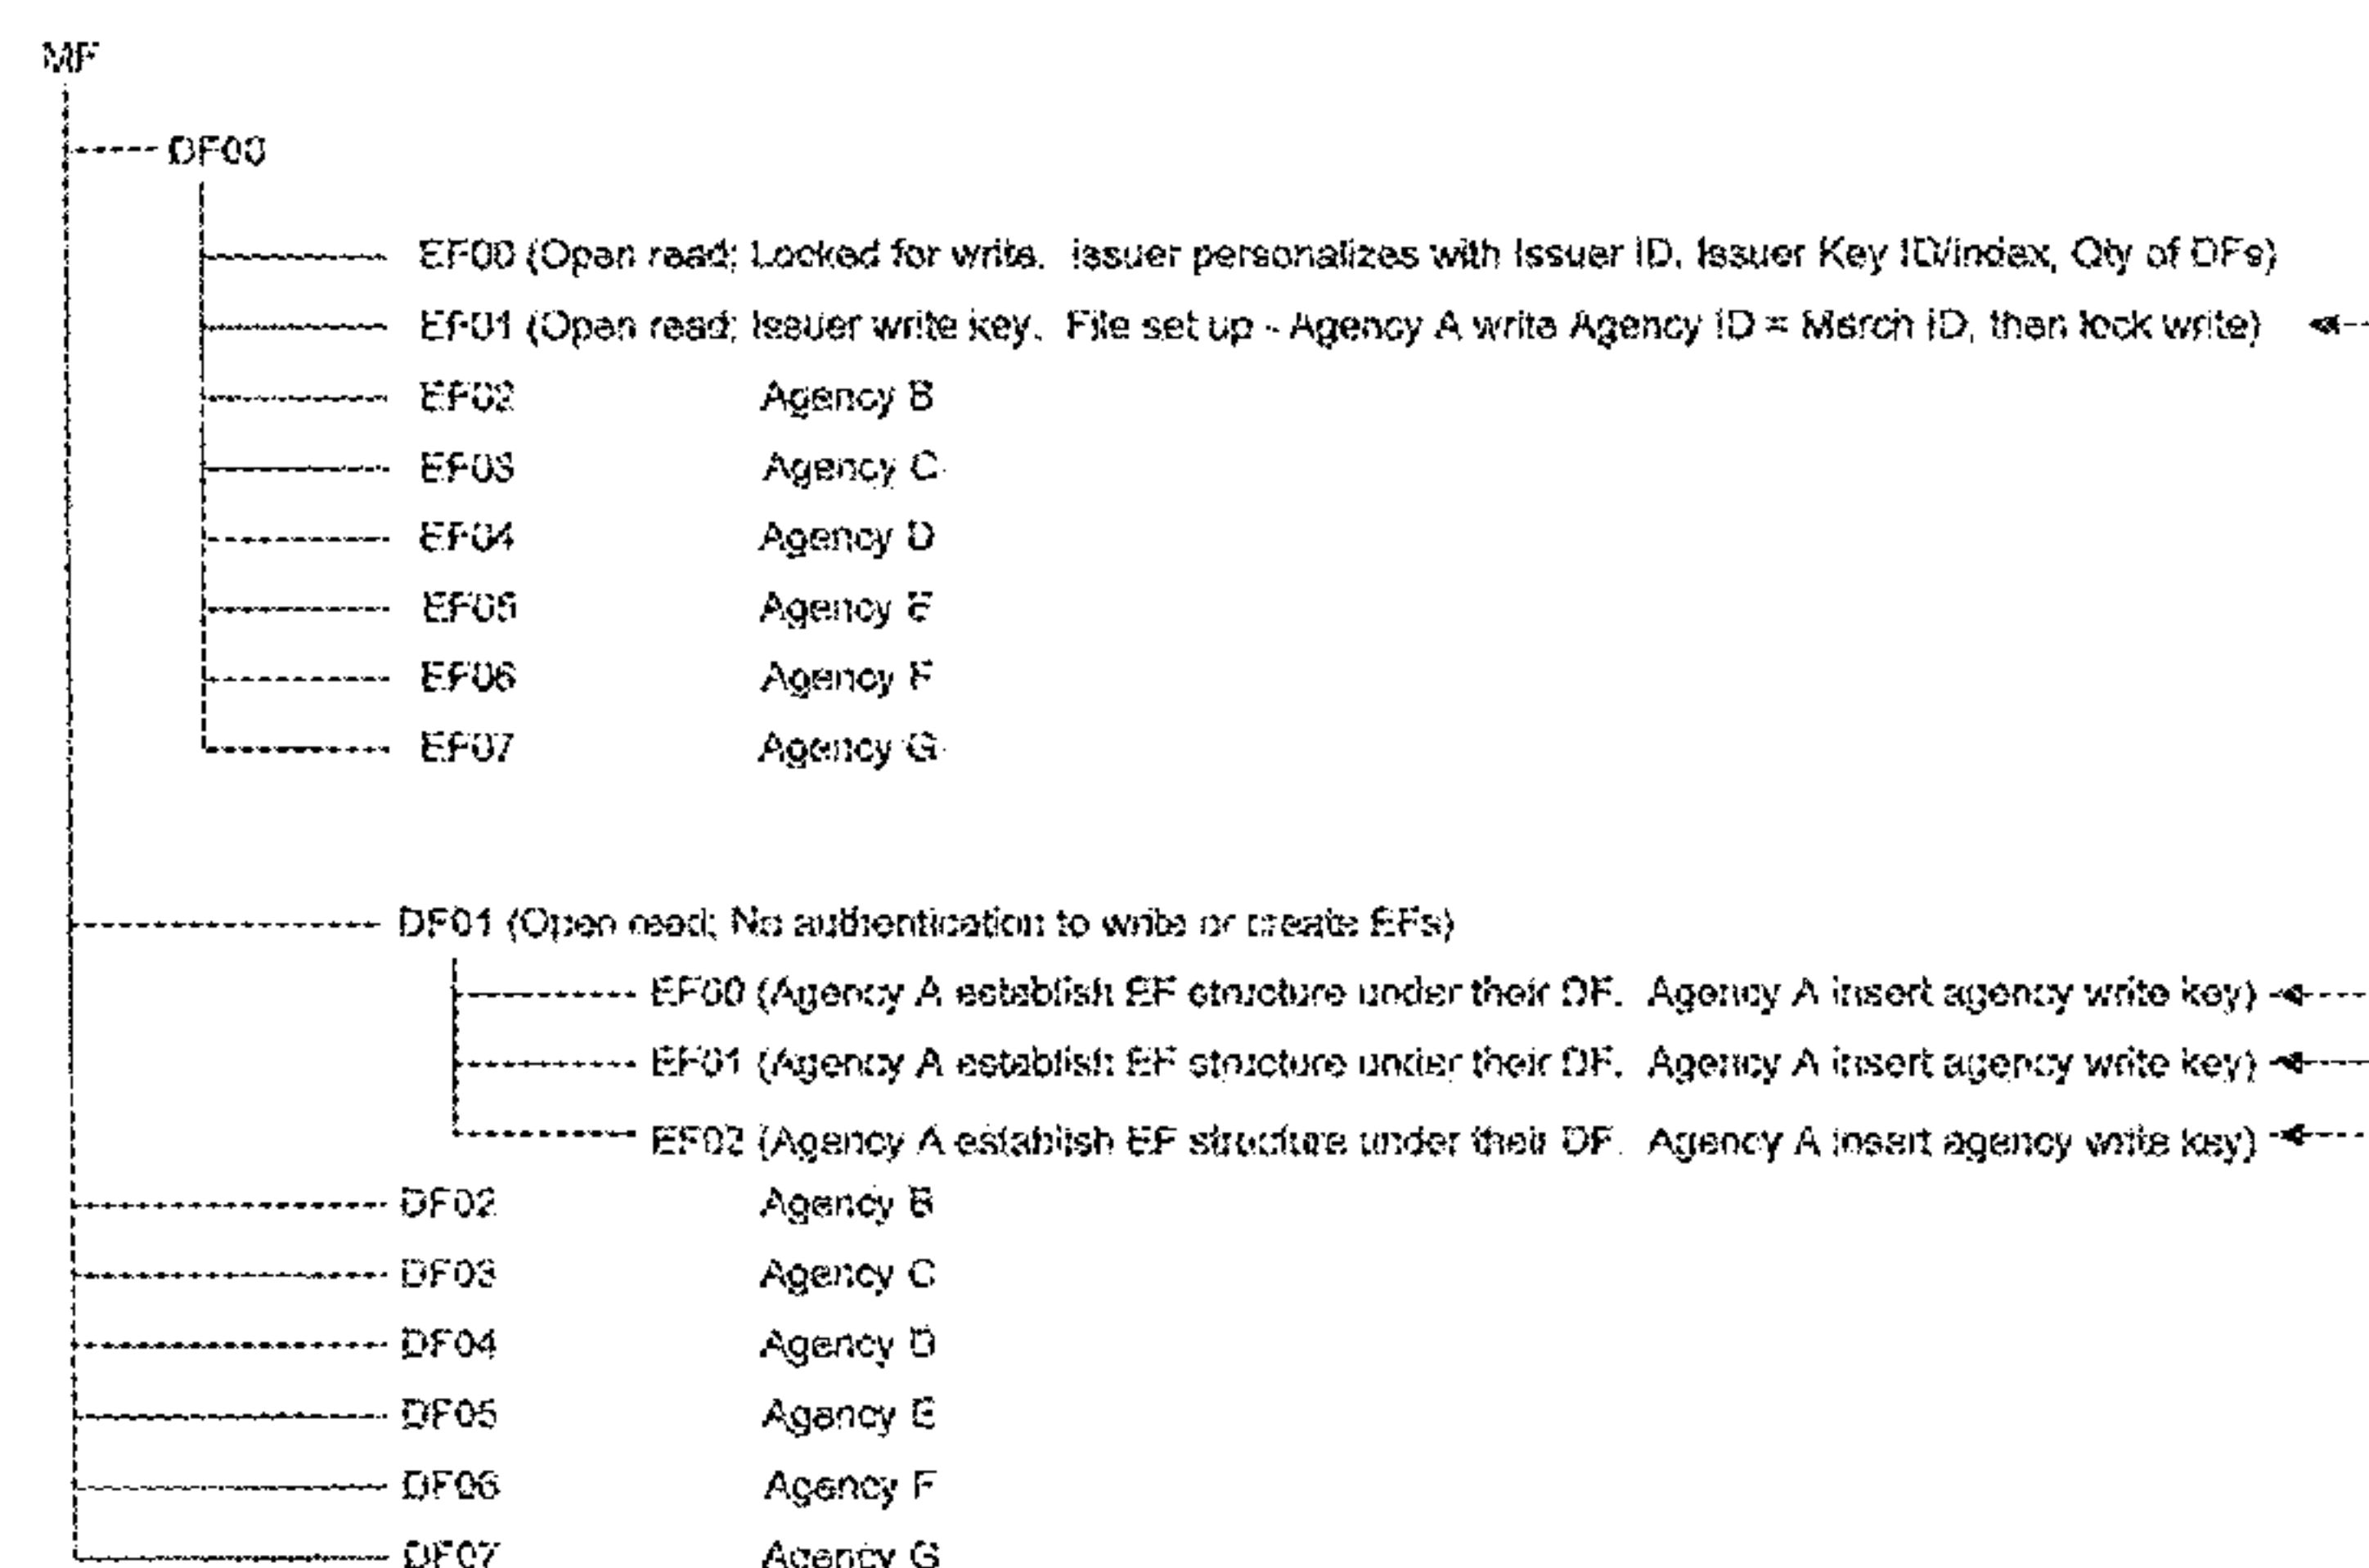 MF
DF00
EF00 (Open read; Locked for write. Issuer personalizes with Issuer ID, Issuer Key ID/index, Qty of DFs)
EF01 (Open read; Issuer write key. File set up - Agency A write Agency ID = Merch ID, then lock write)
EF02 Agency B
EF03 Agency C
EF04 Agency D
EF05 Agency E
EF06 Agency F
EF07 Agency G
DF01 (Open read; No authentication to write or create EFs)
EF00 (Agency A establish EF structure under their DF. Agency A insert agency write key)
EF01 (Agency A establish EF structure under their DF. Agency A insert agency write key)
EF02 (Agency A establish EF structure under their DF. Agency A insert agency write key)
DF02 Agency B
DF03 Agency C
DF04 Agency D
DF05 Agency E
DF06 Agency F
DF07 Agency G